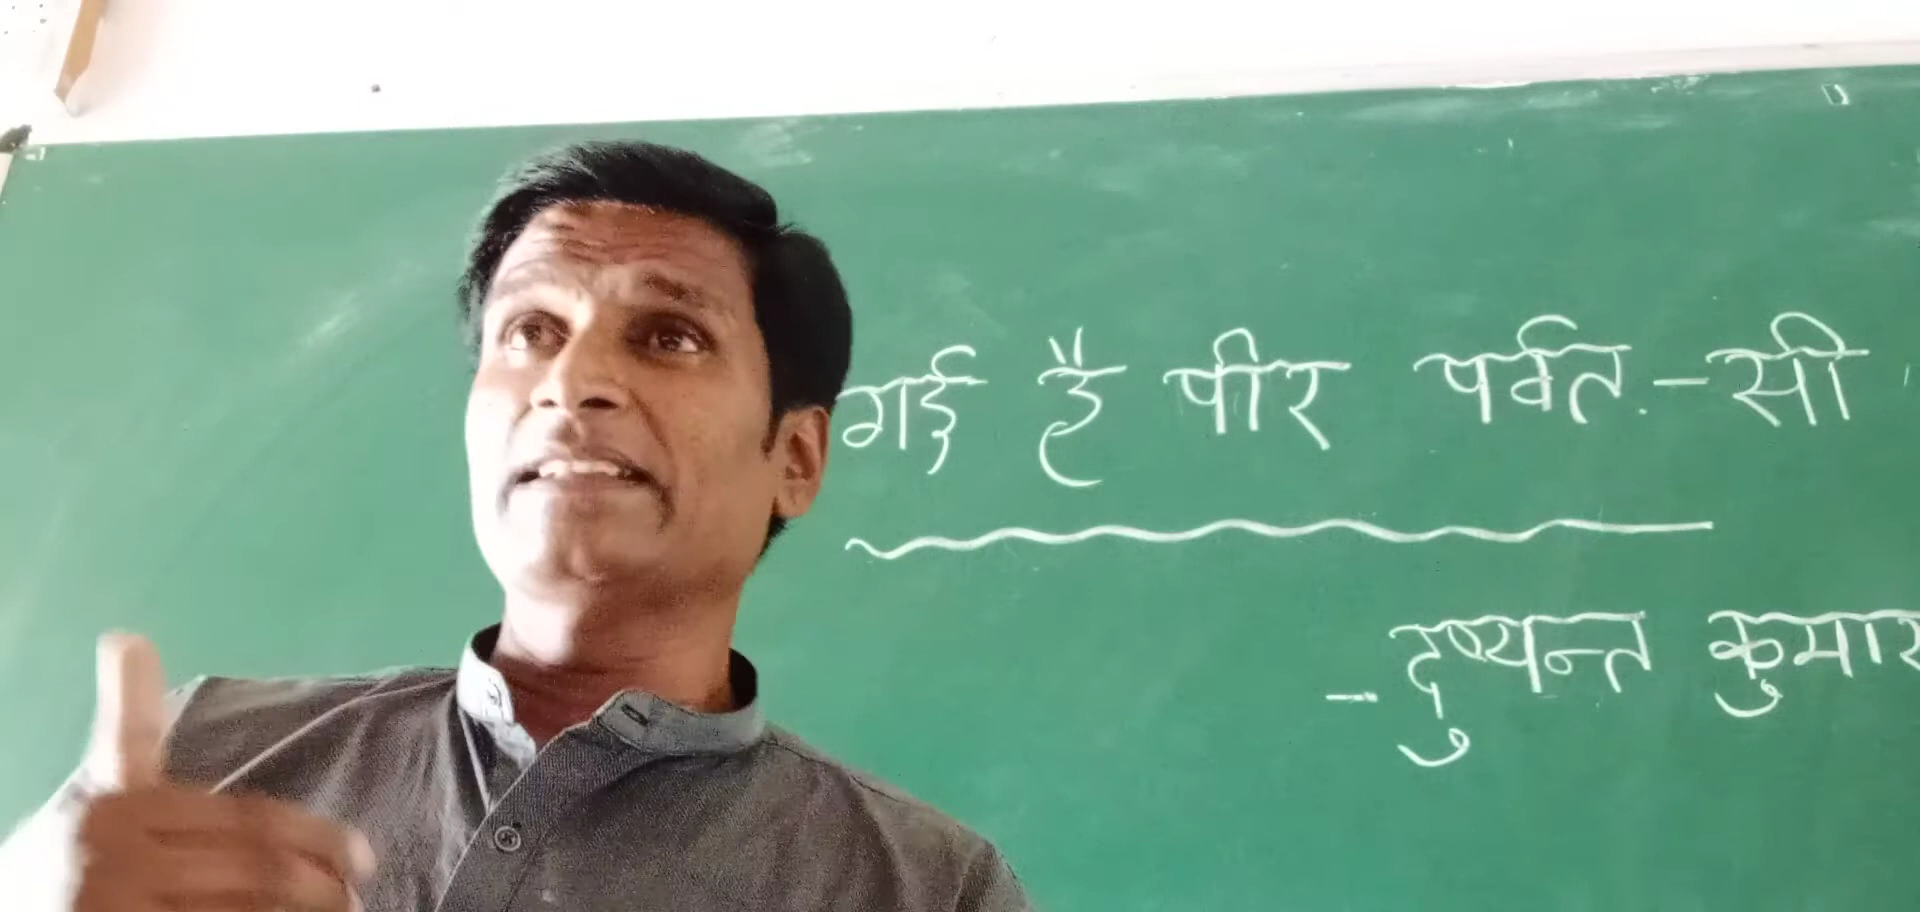 गई है पीर पर्वत-सी
- दुष्यन्त कुमार